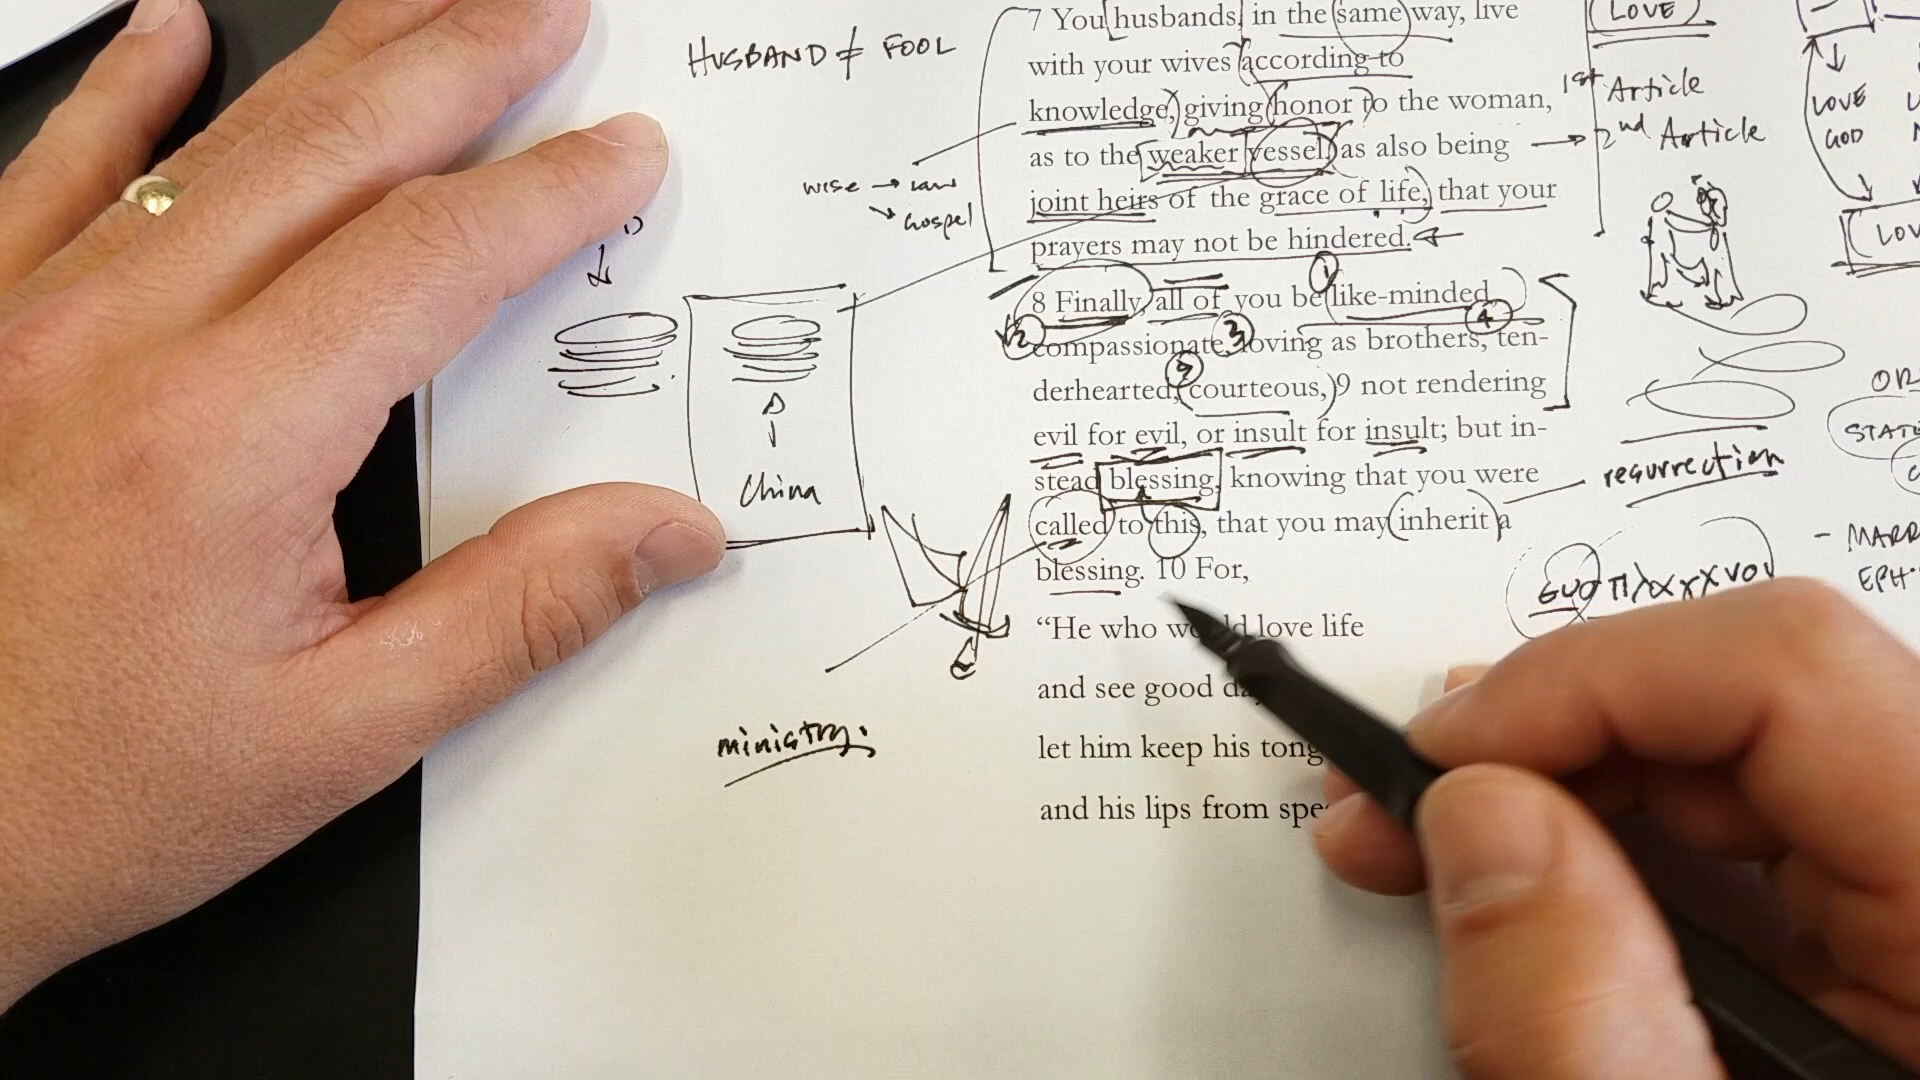 HUSBAND ≠ FOOL
wise → law
↘ Gospel
China
ministry.
7 You husbands, in the same way, live
with your wives according to
knowledge, giving honor to the woman,
as to the weaker vessel, as also being
joint heirs of the grace of life, that your
prayers may not be hindered.
8 Finally, all of you be like-minded,
compassionate, loving as brothers, ten-
derhearted, courteous, 9 not rendering
evil for evil, or insult for insult; but in-
stead blessing, knowing that you were
called to this, that you may inherit a
blessing. 10 For,
“He who would love life
and see good
let him keep his
and his lips from
1
2
3
4
5
LOVE
1st Article
2nd Article
resurrection
LOVE
GOD